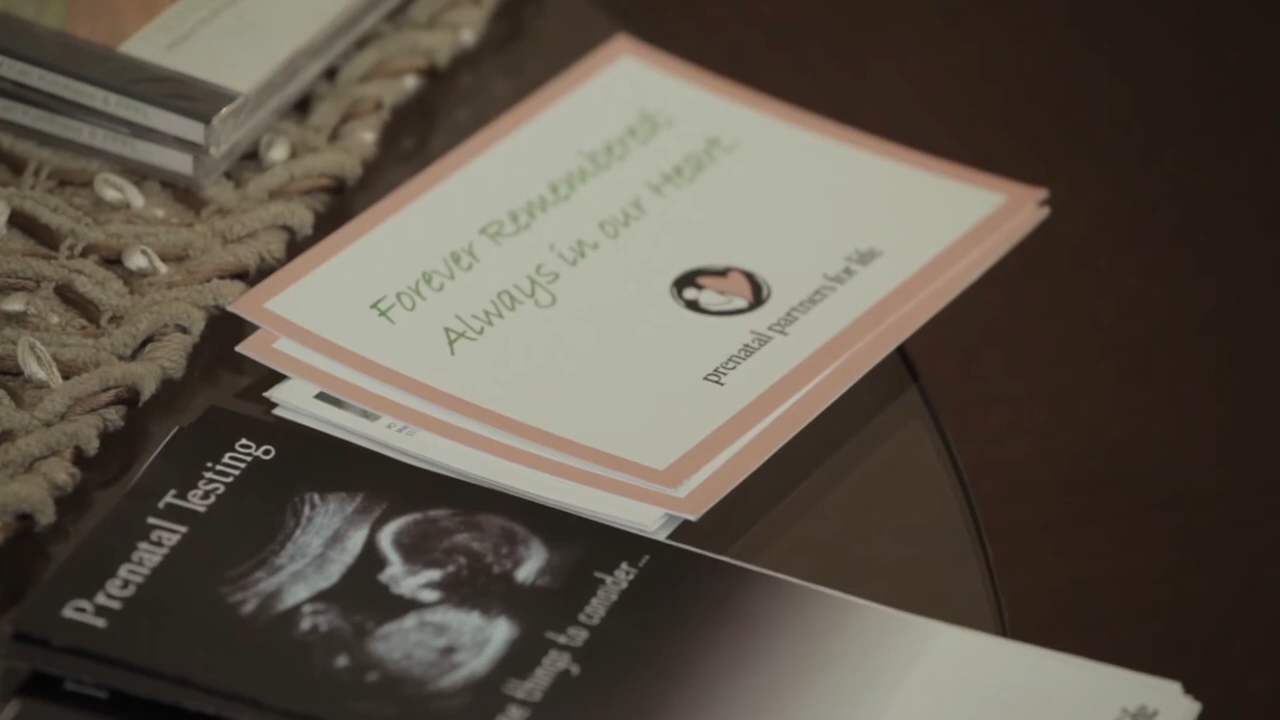 Forever Remembered,
Always in our Heart
prenatal partners for life
Prenatal Testing
things to consider...